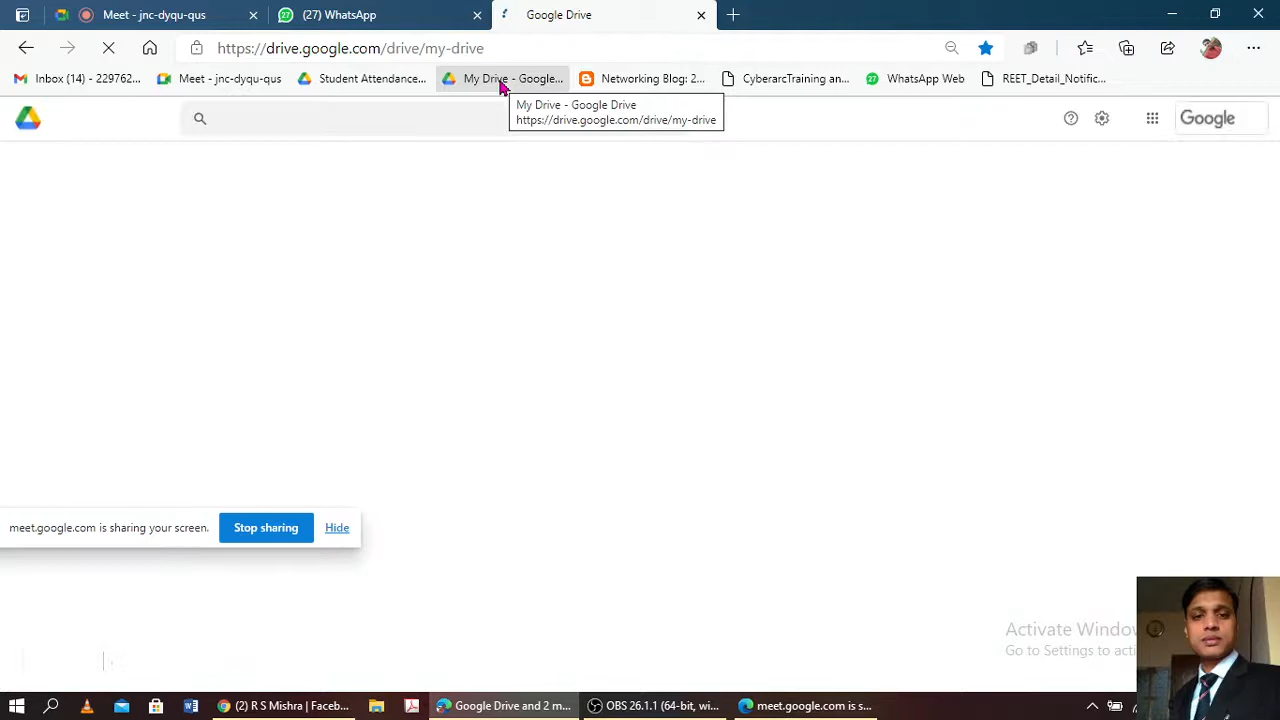 Meet - jnc-dyqu-qus
(27) WhatsApp
Google Drive
https://drive.google.com/drive/my-drive
Inbox (14) - 229762...
Meet - jnc-dyqu-qus
Student Attendance...
My Drive - Google...
Networking Blog: 2...
CyberarcTraining an...
27
WhatsApp Web
REET_Detail_Notific...
My Drive - Google Drive
https://drive.google.com/drive/my-drive
Google
meet.google.com is sharing your screen.
Stop sharing
Hide
Activate Window
Go to Settings to acti
(2) R S Mishra | Faceb...
Google Drive and 2 m...
OBS 26.1.1 (64-bit, wi...
meet.google.com is s...